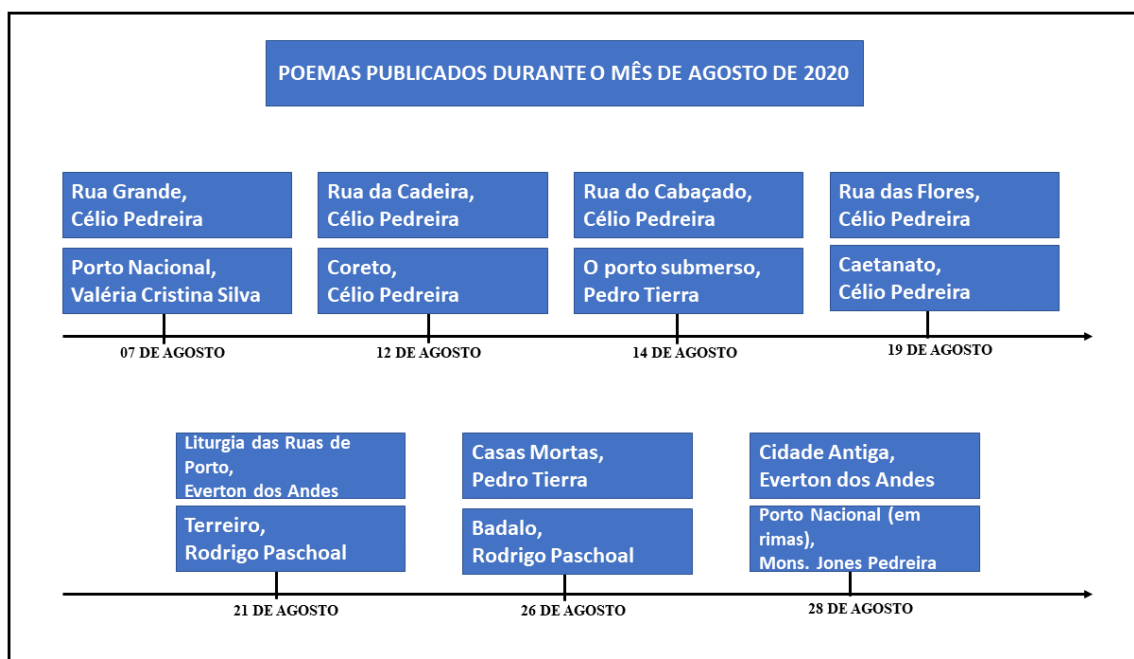 POEMAS PUBLICADOS DURANTE O MÊS DE AGOSTO DE 2020
Rua Grande,
Célio Pedreira
Porto Nacional,
Valéria Cristina Silva
07 DE AGOSTO
Rua da Cadeira,
Célio Pedreira
Coreto,
Célio Pedreira
12 DE AGOSTO
Rua do Cabaçado,
Célio Pedreira
O porto submerso,
Pedro Tierra
14 DE AGOSTO
Rua das Flores,
Célio Pedreira
Caetanato,
Célio Pedreira
19 DE AGOSTO
Liturgia das Ruas de
Porto,
Everton dos Andes
Terreiro,
Rodrigo Paschoal
21 DE AGOSTO
Casas Mortas,
Pedro Tierra
Badalo,
Rodrigo Paschoal
26 DE AGOSTO
Cidade Antiga,
Everton dos Andes
Porto Nacional (em
rimas),
Mons. Jones Pedreira
28 DE AGOSTO